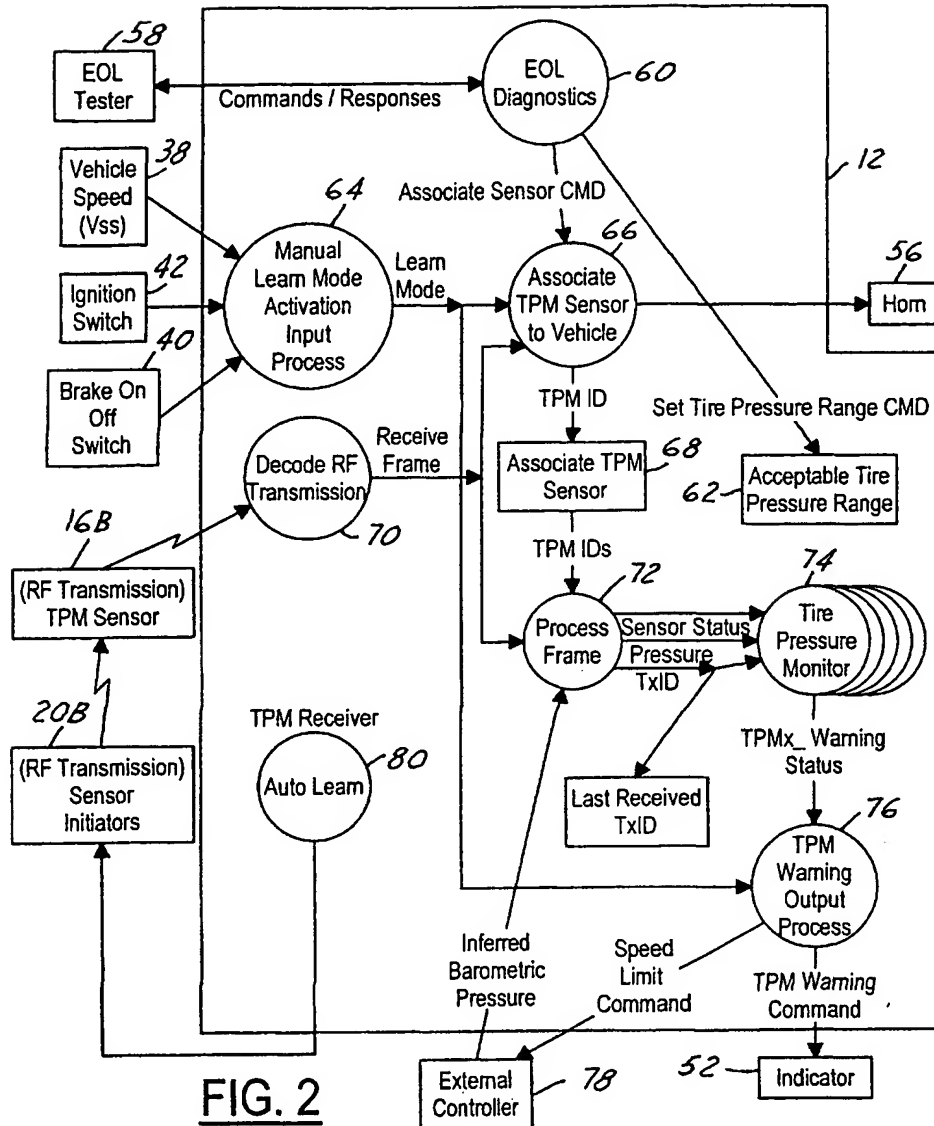 58
EOL
Tester
Commands / Responses
EOL
Diagnostics
60
12
38
Vehicle
Speed
(Vss)
Associate Sensor CMD
64
Manual
Learn Mode
Activation
Input
Process
Learn
Mode
66
Associate
TPM Sensor
to Vehicle
56
Horn
42
Ignition
Switch
40
Brake On
Off
Switch
TPM ID
Set Tire Pressure Range CMD
Decode RF
Transmission
70
Receive
Frame
Associate TPM
Sensor
68
62
Acceptable Tire
Pressure Range
16B
(RF Transmission)
TPM Sensor
TPM IDs
72
Process
Frame
Sensor Status
Pressure
TxID
74
Tire
Pressure
Monitor
20B
(RF Transmission)
Sensor
Initiators
TPM Receiver
80
Auto Learn
TPMx_ Warning
Status
Last Received
TxID
76
TPM
Warning
Output
Process
Inferred
Barometric
Pressure
Speed
Limit
Command
TPM Warning
Command
FIG. 2
External
Controller
78
52
Indicator